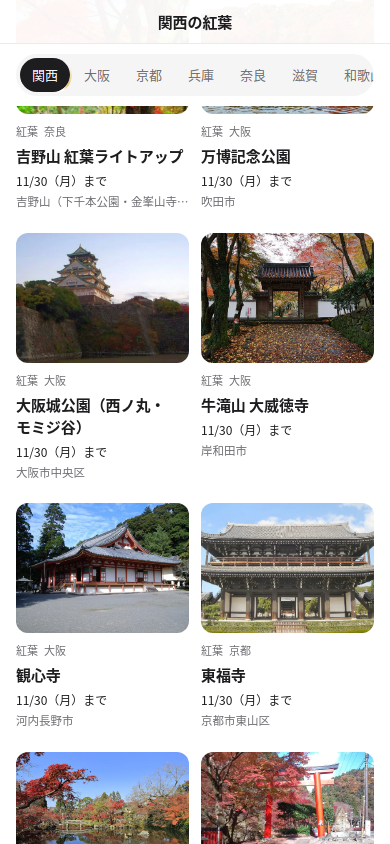 関西の紅葉
関西 大阪 京都 兵庫 奈良 滋賀 和歌
紅葉 奈良
吉野山 紅葉ライトアップ
11/30（月）まで
吉野山（下千本公園・金峯山寺…
紅葉 大阪
万博記念公園
11/30（月）まで
吹田市
紅葉 大阪
大阪城公園（西ノ丸・
モミジ谷）
11/30（月）まで
大阪市中央区
紅葉 大阪
牛滝山 大威徳寺
11/30（月）まで
岸和田市
紅葉 大阪
観心寺
11/30（月）まで
河内長野市
紅葉 京都
東福寺
11/30（月）まで
京都市東山区